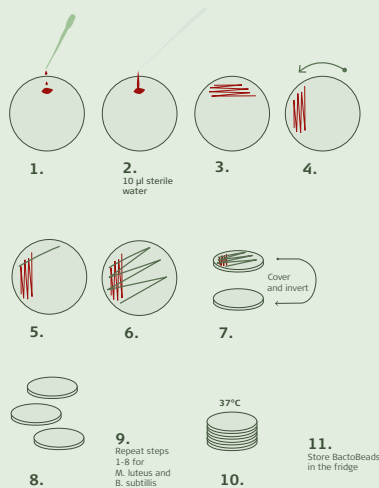 1.
2.
10 µl sterile
water
3.
4.
5.
6.
7.
Cover
and invert
8.
9.
Repeat steps
1-8 for
M. luteus and
B. subtillis
37°C
10.
11.
Store BactoBeads
in the fridge